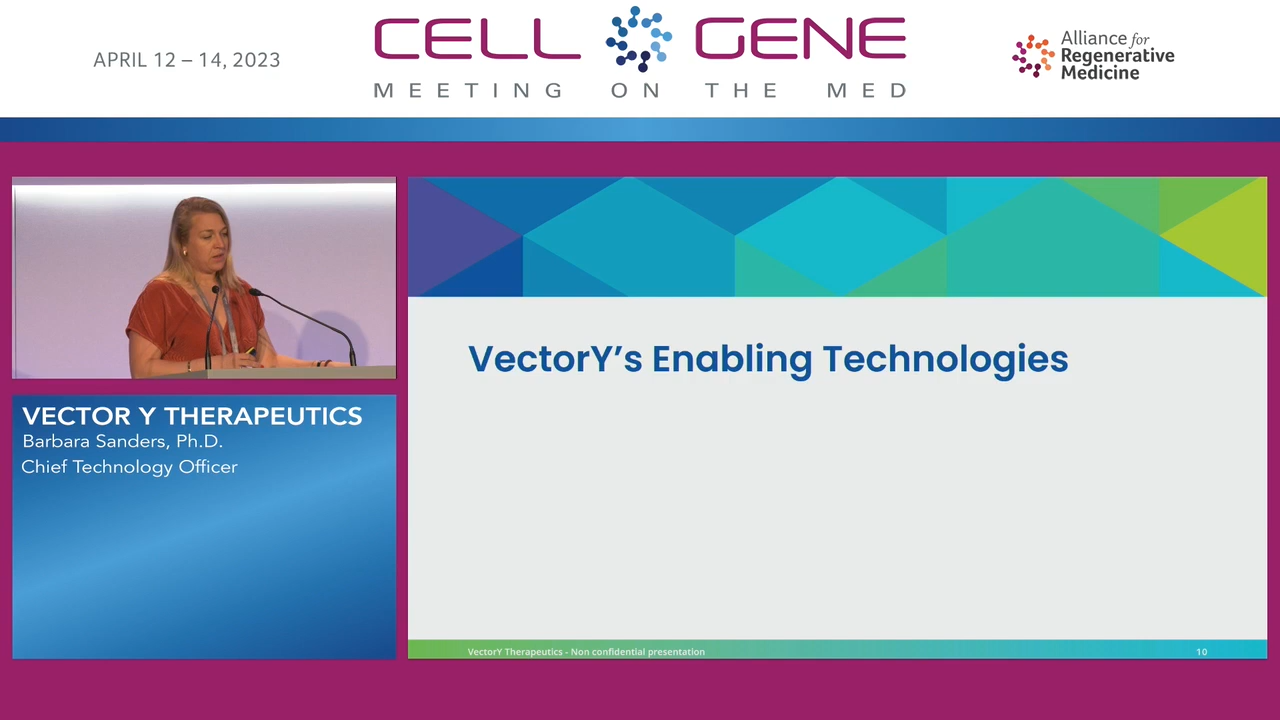 APRIL 12 – 14, 2023
CELL GENE
MEETING ON THE MED
Alliance for
Regenerative
Medicine
VECTOR Y THERAPEUTICS
Barbara Sanders, Ph.D.
Chief Technology Officer
VectorY’s Enabling Technologies
VectorY Therapeutics - Non confidential presentation
10